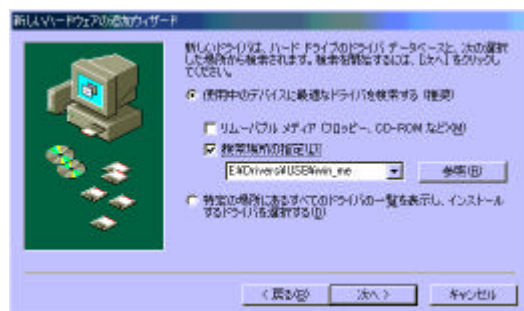 新しいハードウェアの追加ウィザード
新しいドライバは、ハード ドライブのドライバ データベースと、次の選択
した場所から検索されます。検索を開始するには、[次へ] をクリックし
てください。
使用中のデバイスに最適なドライバを検索する (推奨)
リムーバブル メディア (フロッピー、CD-ROM など)(M)
検索場所の指定(L)
E:¥Drivers¥USB¥win_me
参照(R)
特定の場所にあるすべてのドライバの一覧を表示し、インストール
するドライバを選択する(D)
< 戻る(B)
次へ >
キャンセル